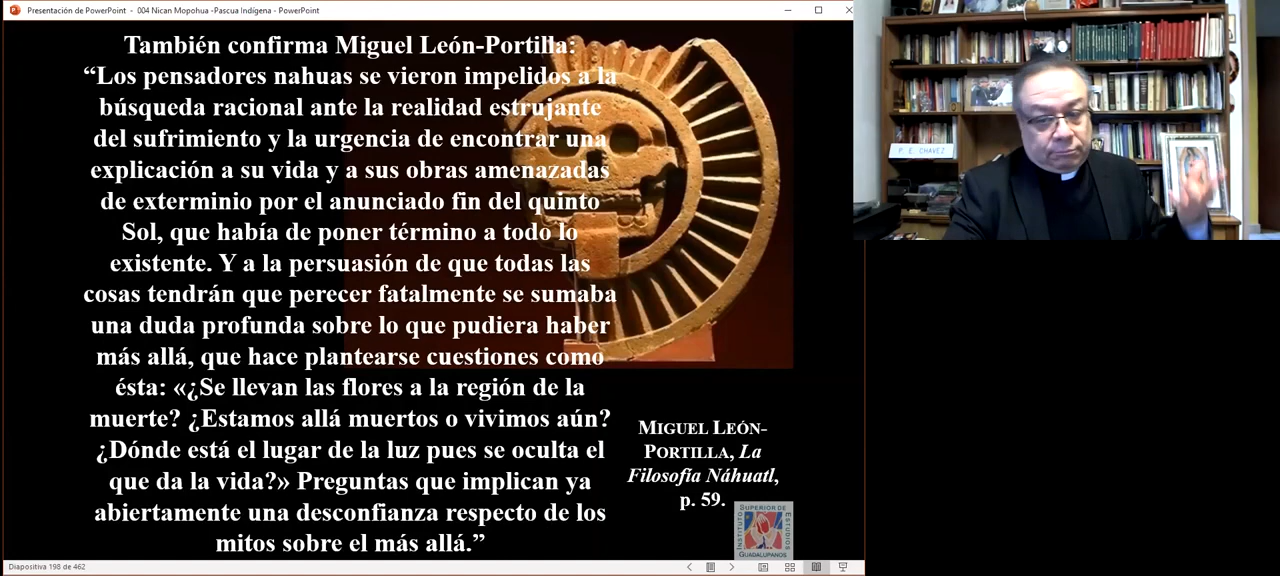 Presentación de PowerPoint - 004 Nican Mopohua -Pascua Indígena - PowerPoint
También confirma Miguel León-Portilla:
“Los pensadores nahuas se vieron impelidos a la
búsqueda racional ante la realidad estrujante
del sufrimiento y la urgencia de encontrar una
explicación a su vida y a sus obras amenazadas
de exterminio por el anunciado fin del quinto
Sol, que había de poner término a todo lo
existente. Y a la persuasión de que todas las
cosas tendrán que perecer fatalmente se sumaba
una duda profunda sobre lo que pudiera haber
más allá, que hace plantearse cuestiones como
ésta: «¿Se llevan las flores a la región de la
muerte? ¿Estamos allá muertos o vivimos aún?
¿Dónde está el lugar de la luz pues se oculta el
que da la vida?» Preguntas que implican ya
abiertamente una desconfianza respecto de los
mitos sobre el más allá.”
MIGUEL LEÓN-
PORTILLA, La
Filosofía Náhuatl,
p. 59.
INSTITUTO SUPERIOR DE ESTUDIOS
GUADALUPANOS
P. E. CHAVEZ
Diapositiva 198 de 462